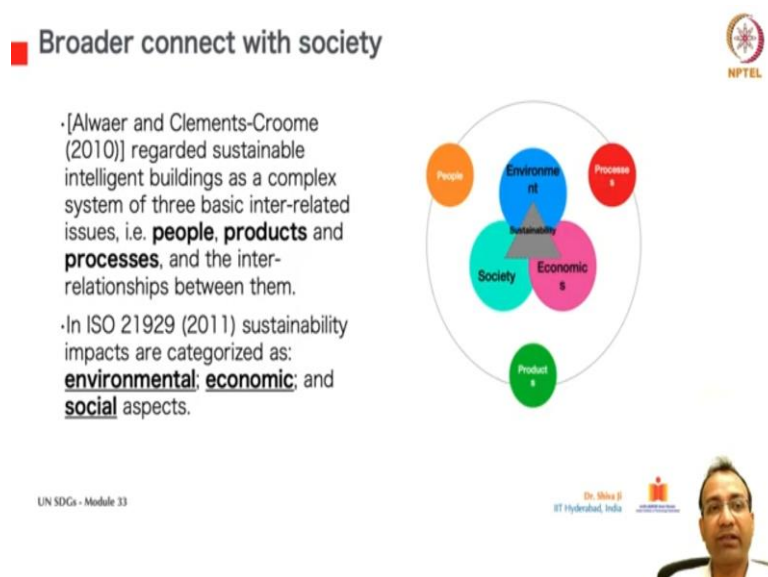 Broader connect with society
NPTEL
·[Alwaer and Clements-Croome
(2010)] regarded sustainable
intelligent buildings as a complex
system of three basic inter-related
issues, i.e. people, products and
processes, and the inter-
relationships between them.
·In ISO 21929 (2011) sustainability
impacts are categorized as:
environmental; economic; and
social aspects.
People
Environme
nt
Processe
s
Sustainability
Society
Economic
s
Product
s
UN SDGs - Module 33
Dr. Shiva Ji
IIT Hyderabad, India